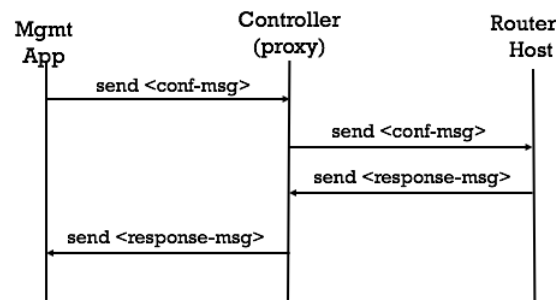 Mgmt
App
Controller
(proxy)
Router
Host
send <conf-msg>
send <conf-msg>
send <response-msg>
send <response-msg>